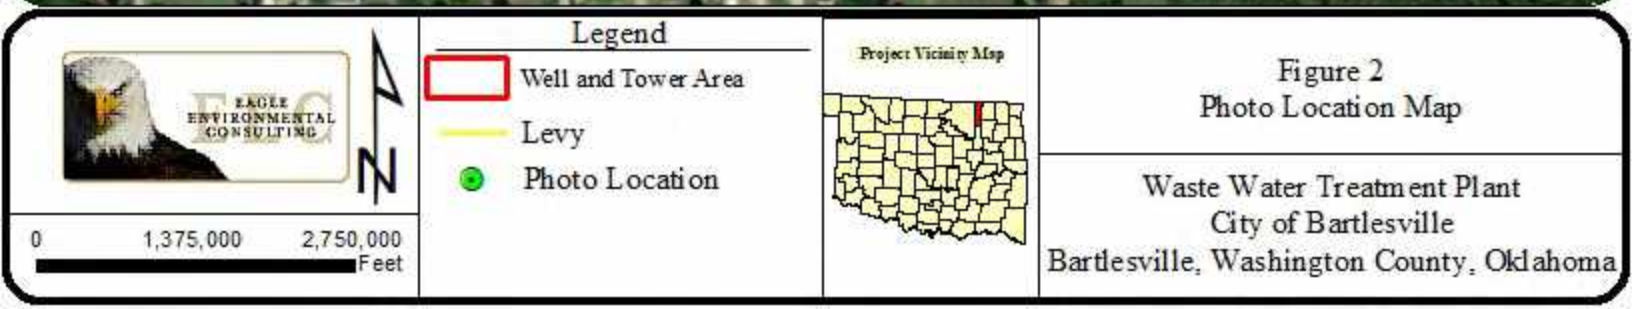 EEC
EAGLE
ENVIRONMENTAL
CONSULTING
N
0 1,375,000 2,750,000
Feet
Legend
Well and Tower Area
Levy
Photo Location
Project Vicinity Map
Figure 2
Photo Location Map
Waste Water Treatment Plant
City of Bartlesville
Bartlesville, Washington County, Oklahoma